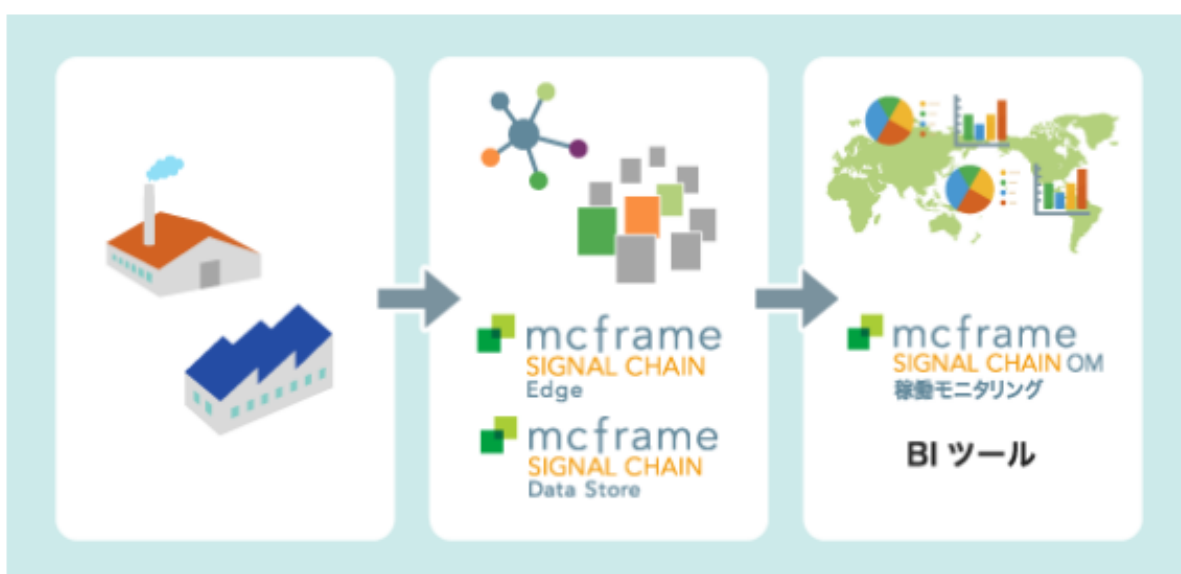 mcframe
SIGNAL CHAIN
Edge
mcframe
SIGNAL CHAIN
Data Store
mcframe
SIGNAL CHAIN OM
稼働モニタリング
BI ツール